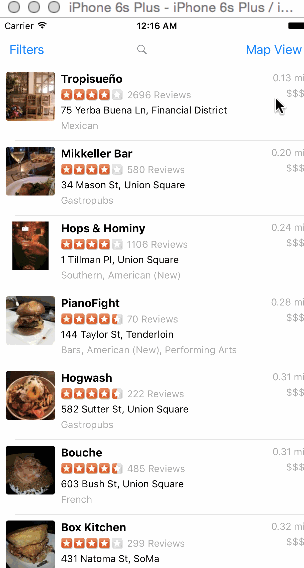 iPhone 6s Plus - iPhone 6s Plus / i...
Carrier 12:16 AM
Filters Map View
Tropisueño 0.13 mi
2696 Reviews $$$
75 Yerba Buena Ln, Financial District
Mexican
Mikkeller Bar 0.20 mi
580 Reviews $$$
34 Mason St, Union Square
Gastropubs
Hops & Hominy 0.24 mi
1106 Reviews $$$
1 Tillman Pl, Union Square
Southern, American (New)
PianoFight 0.28 mi
70 Reviews $$$
144 Taylor St, Tenderloin
Bars, American (New), Performing Arts
Hogwash 0.31 mi
222 Reviews $$$
582 Sutter St, Union Square
Gastropubs
Bouche 0.31 mi
485 Reviews $$$
603 Bush St, Union Square
French
Box Kitchen 0.32 mi
299 Reviews $$$
431 Natoma St, SoMa